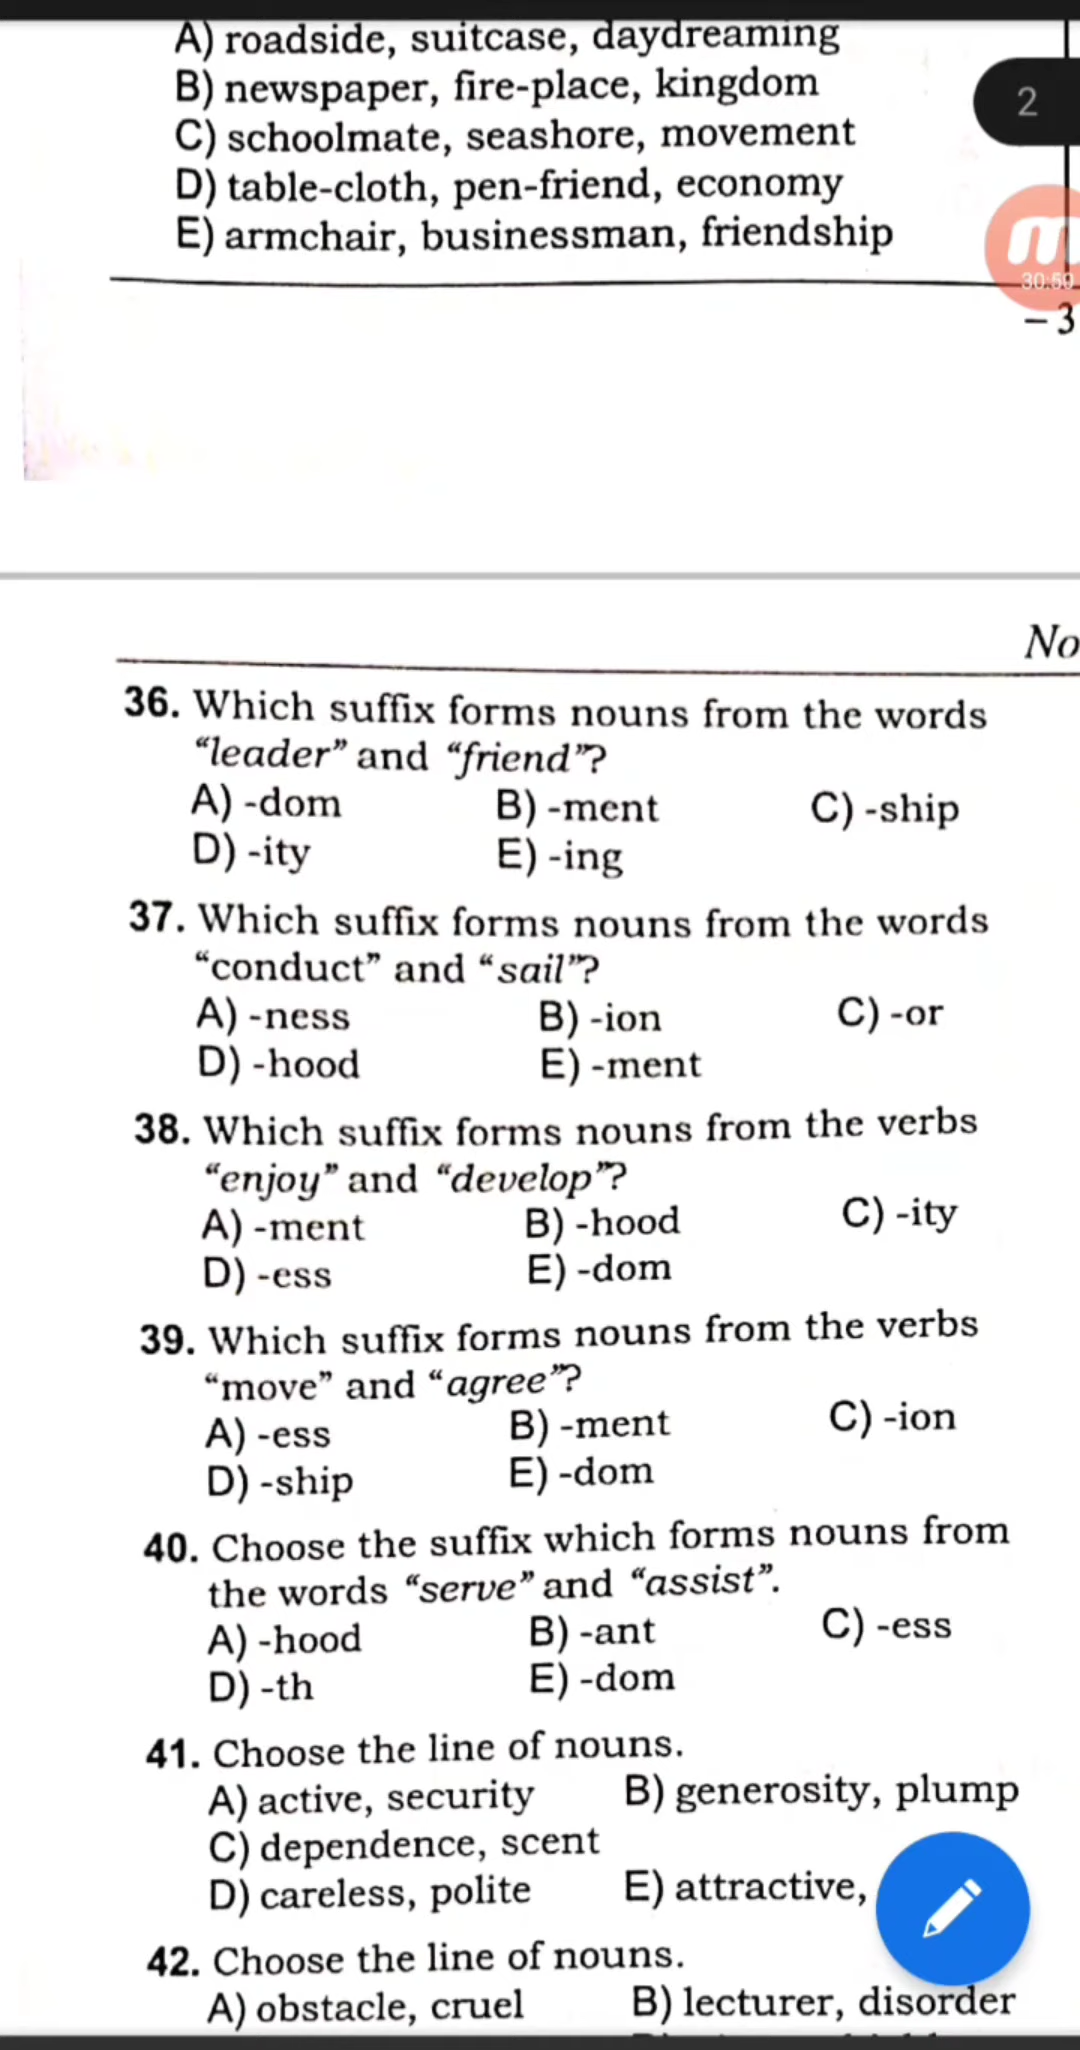 A) roadside, suitcase, daydreaming
B) newspaper, fire-place, kingdom
C) schoolmate, seashore, movement
D) table-cloth, pen-friend, economy
E) armchair, businessman, friendship
2
30:50
– 3
No
36. Which suffix forms nouns from the words
“leader” and “friend”?
A) -dom B) -ment C) -ship
D) -ity E) -ing
37. Which suffix forms nouns from the words
“conduct” and “sail”?
A) -ness B) -ion C) -or
D) -hood E) -ment
38. Which suffix forms nouns from the verbs
“enjoy” and “develop”?
A) -ment B) -hood C) -ity
D) -ess E) -dom
39. Which suffix forms nouns from the verbs
“move” and “agree”?
A) -ess B) -ment C) -ion
D) -ship E) -dom
40. Choose the suffix which forms nouns from
the words “serve” and “assist”.
A) -hood B) -ant C) -ess
D) -th E) -dom
41. Choose the line of nouns.
A) active, security B) generosity, plump
C) dependence, scent
D) careless, polite E) attractive,
42. Choose the line of nouns.
A) obstacle, cruel B) lecturer, disorder